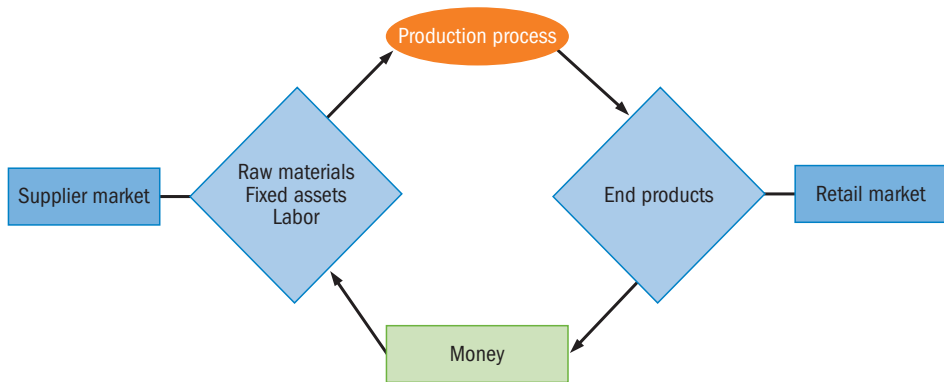 Production process
Supplier market
Raw materials
Fixed assets
Labor
End products
Retail market
Money